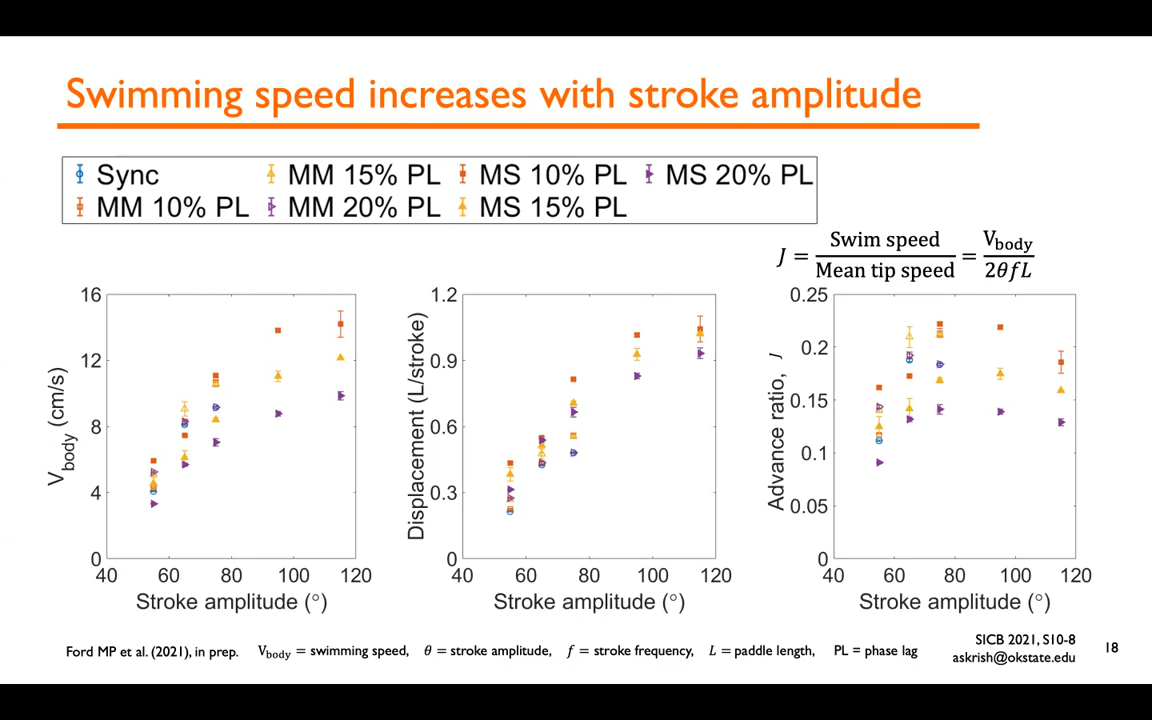 Swimming speed increases with stroke amplitude
Sync MM 15% PL MS 10% PL MS 20% PL
MM 10% PL MM 20% PL MS 15% PL
J = Swim speed / Mean tip speed = V_body / 2θfL
16
12
8
4
0
40 60 80 100 120
V_body (cm/s)
Stroke amplitude (°)
1.2
0.9
0.6
0.3
0
40 60 80 100 120
Displacement (L/stroke)
Stroke amplitude (°)
0.25
0.2
0.15
0.1
0.05
0
40 60 80 100 120
Advance ratio, J
Stroke amplitude (°)
Ford MP et al. (2021), in prep. V_body = swimming speed, θ = stroke amplitude, f = stroke frequency, L = paddle length, PL = phase lag
SICB 2021, S10-8
askrish@okstate.edu
18